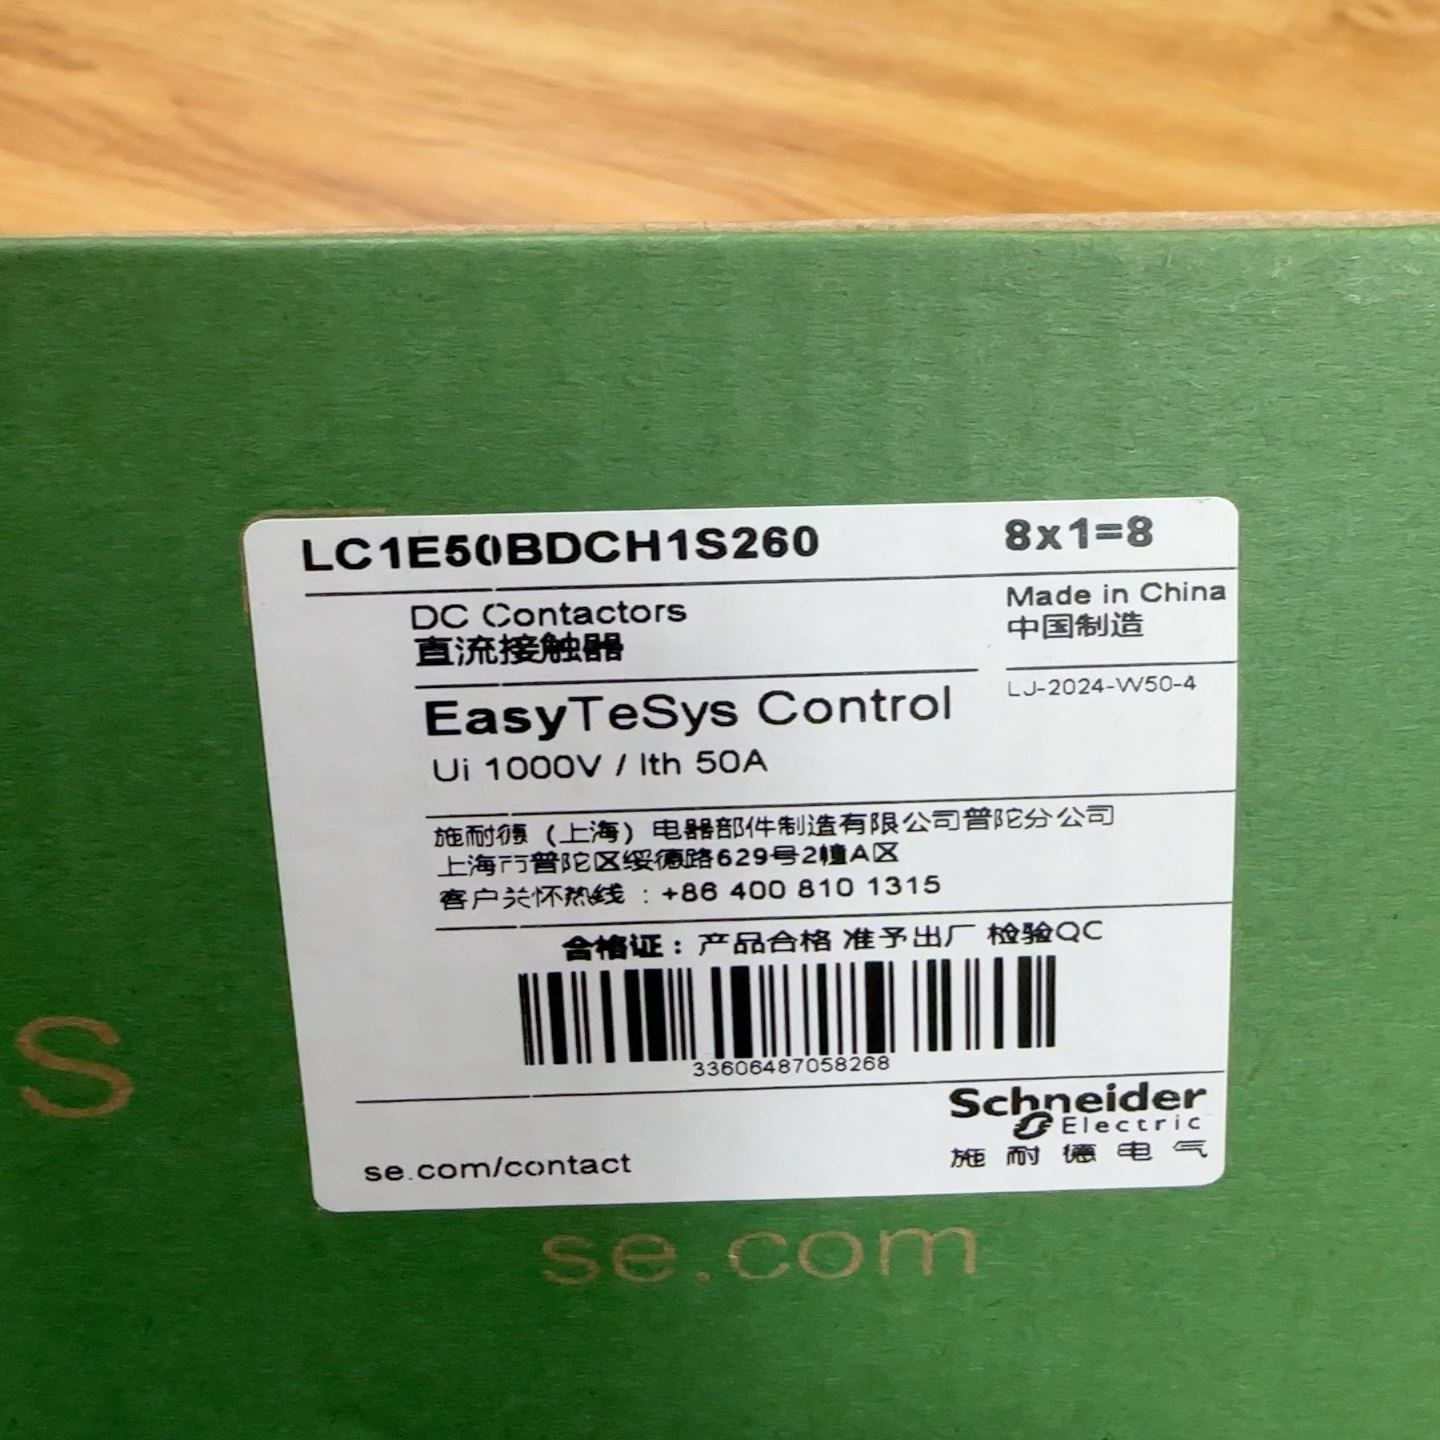 LC1E50BDCH1S260
8x1=8
DC Contactors
直流接触器
Made in China
中国制造
LJ-2024-W50-4
EasyTeSys Control
Ui 1000V / Ith 50A
施耐德 (上海) 电器部件制造有限公司普陀分公司
上海市普陀区绥德路629号2幢A区
客户关怀热线 : +86 400 810 1315
合格证: 产品合格 准予出厂 检验QC
33606487058268
Schneider
Electric
施耐德电气
se.com/contact
S
se.com